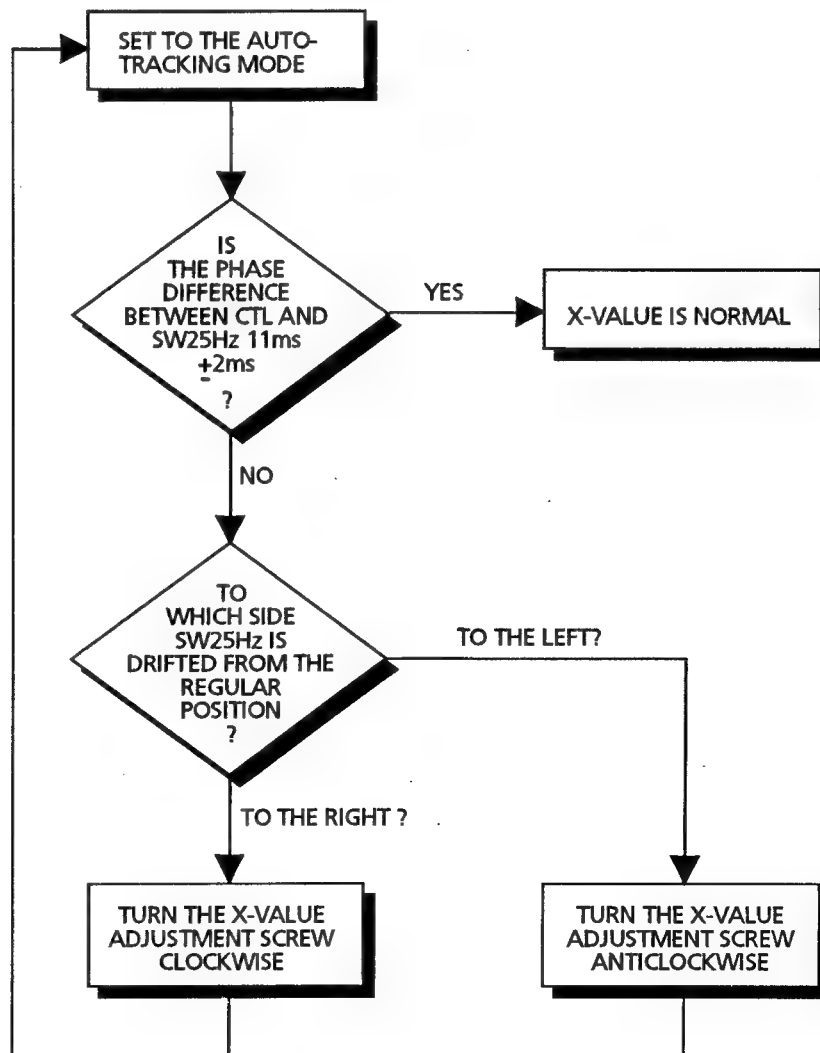 SET TO THE AUTO-
TRACKING MODE
IS
THE PHASE
DIFFERENCE
BETWEEN CTL AND
SW25Hz 11ms
±2ms
?
YES
X-VALUE IS NORMAL
NO
TO
WHICH SIDE
SW25Hz IS
DRIFTED FROM THE
REGULAR
POSITION
?
TO THE LEFT?
TO THE RIGHT ?
TURN THE X-VALUE
ADJUSTMENT SCREW
CLOCKWISE
TURN THE X-VALUE
ADJUSTMENT SCREW
ANTICLOCKWISE